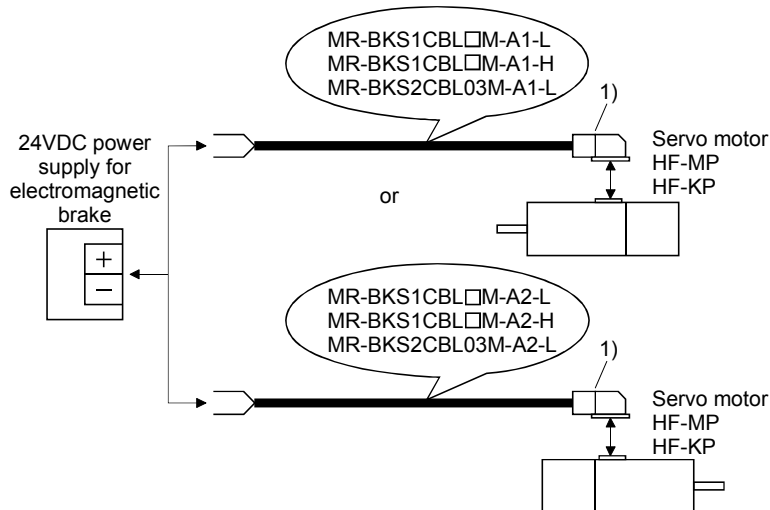 MR-BKS1CBL□M-A1-L
MR-BKS1CBL□M-A1-H
MR-BKS2CBL03M-A1-L
1)
24VDC power
supply for
electromagnetic
brake
Servo motor
HF-MP
HF-KP
or
+
−
MR-BKS1CBL□M-A2-L
MR-BKS1CBL□M-A2-H
MR-BKS2CBL03M-A2-L
1)
Servo motor
HF-MP
HF-KP